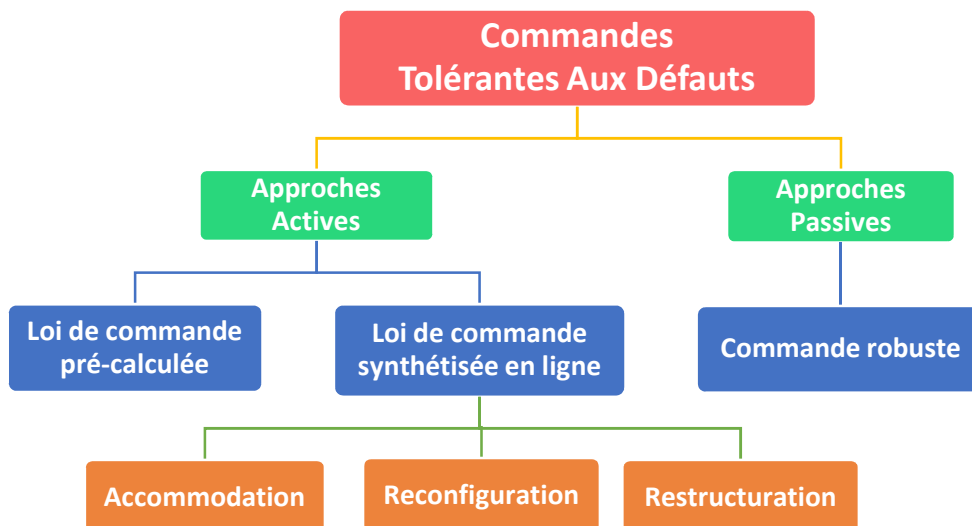 Commandes
Tolérantes Aux Défauts
Approches
Actives
Approches
Passives
Loi de commande
pré-calculée
Loi de commande
synthétisée en ligne
Commande robuste
Accommodation
Reconfiguration
Restructuration